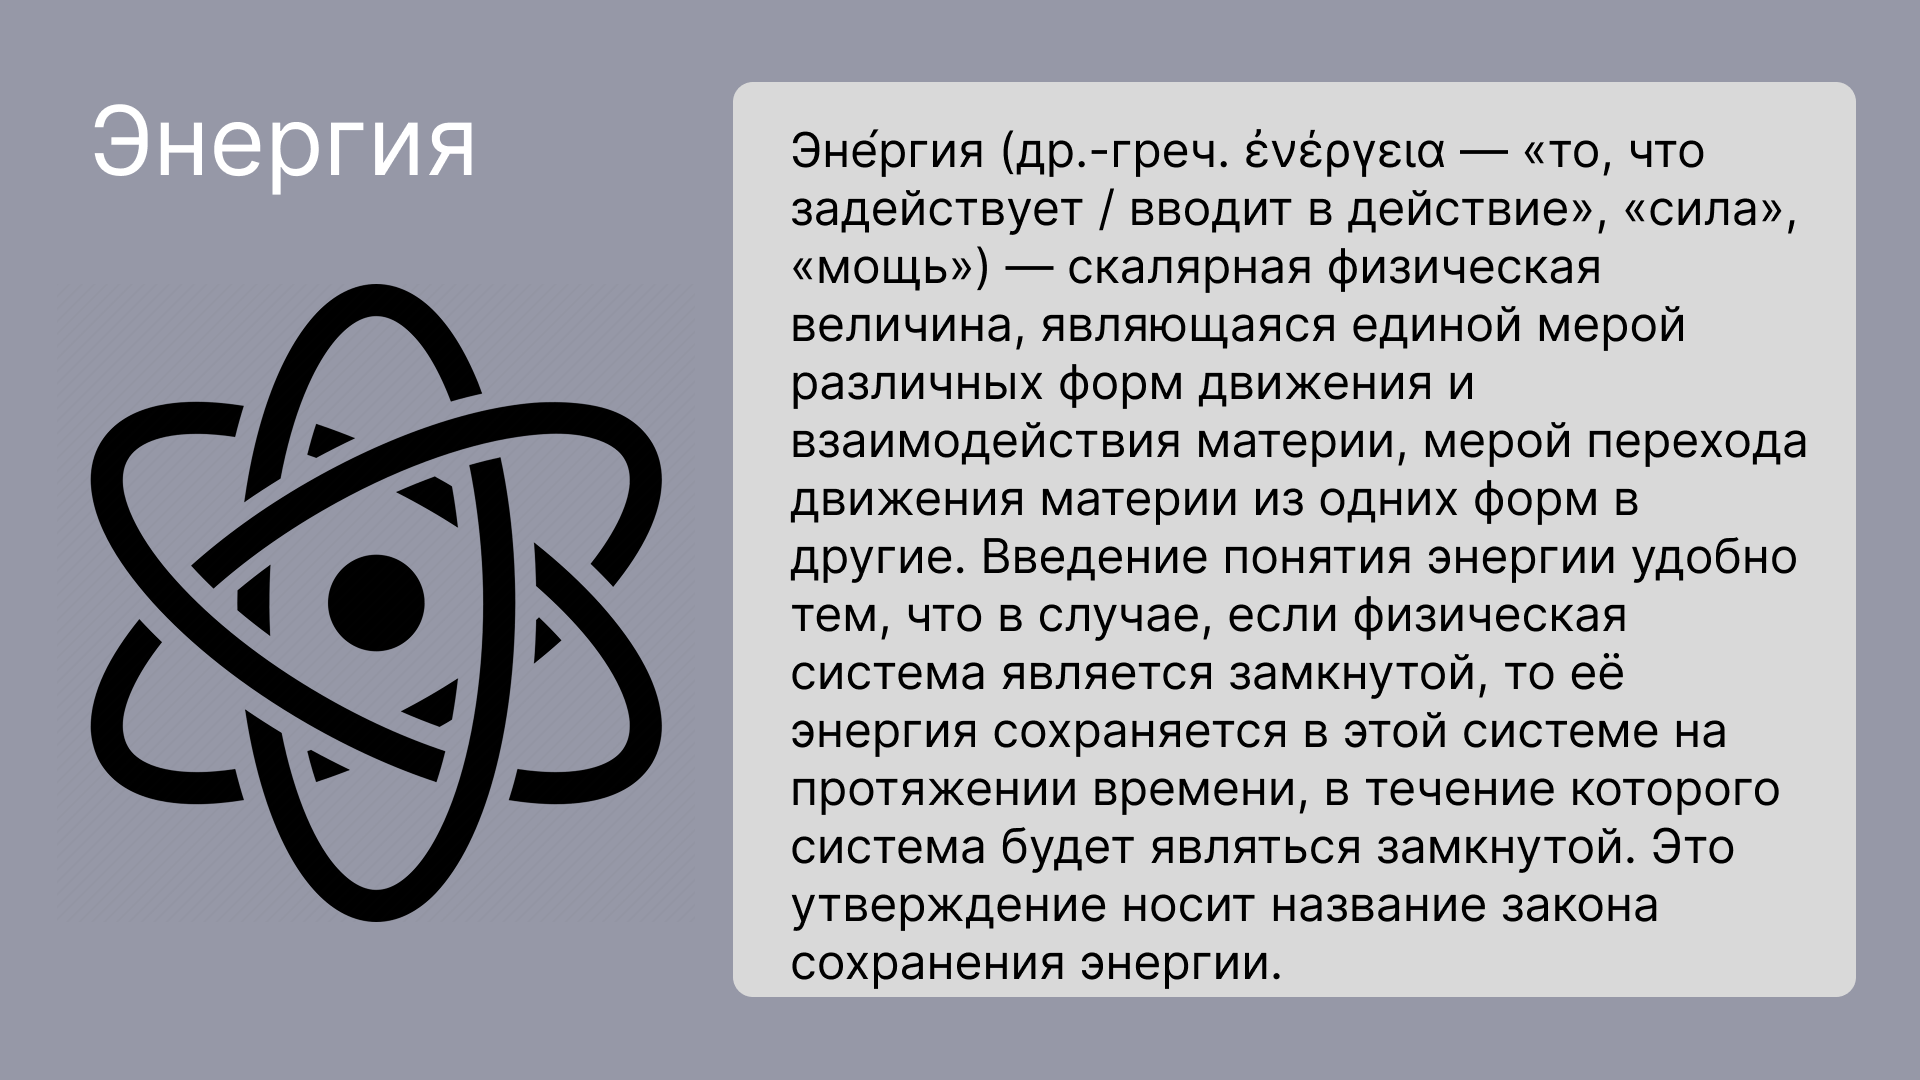 Энергия
Эне́ргия (др.-греч. ἐνέργεια — «то, что
задействует / вводит в действие», «сила»,
«мощь») — скалярная физическая
величина, являющаяся единой мерой
различных форм движения и
взаимодействия материи, мерой перехода
движения материи из одних форм в
другие. Введение понятия энергии удобно
тем, что в случае, если физическая
система является замкнутой, то её
энергия сохраняется в этой системе на
протяжении времени, в течение которого
система будет являться замкнутой. Это
утверждение носит название закона
сохранения энергии.